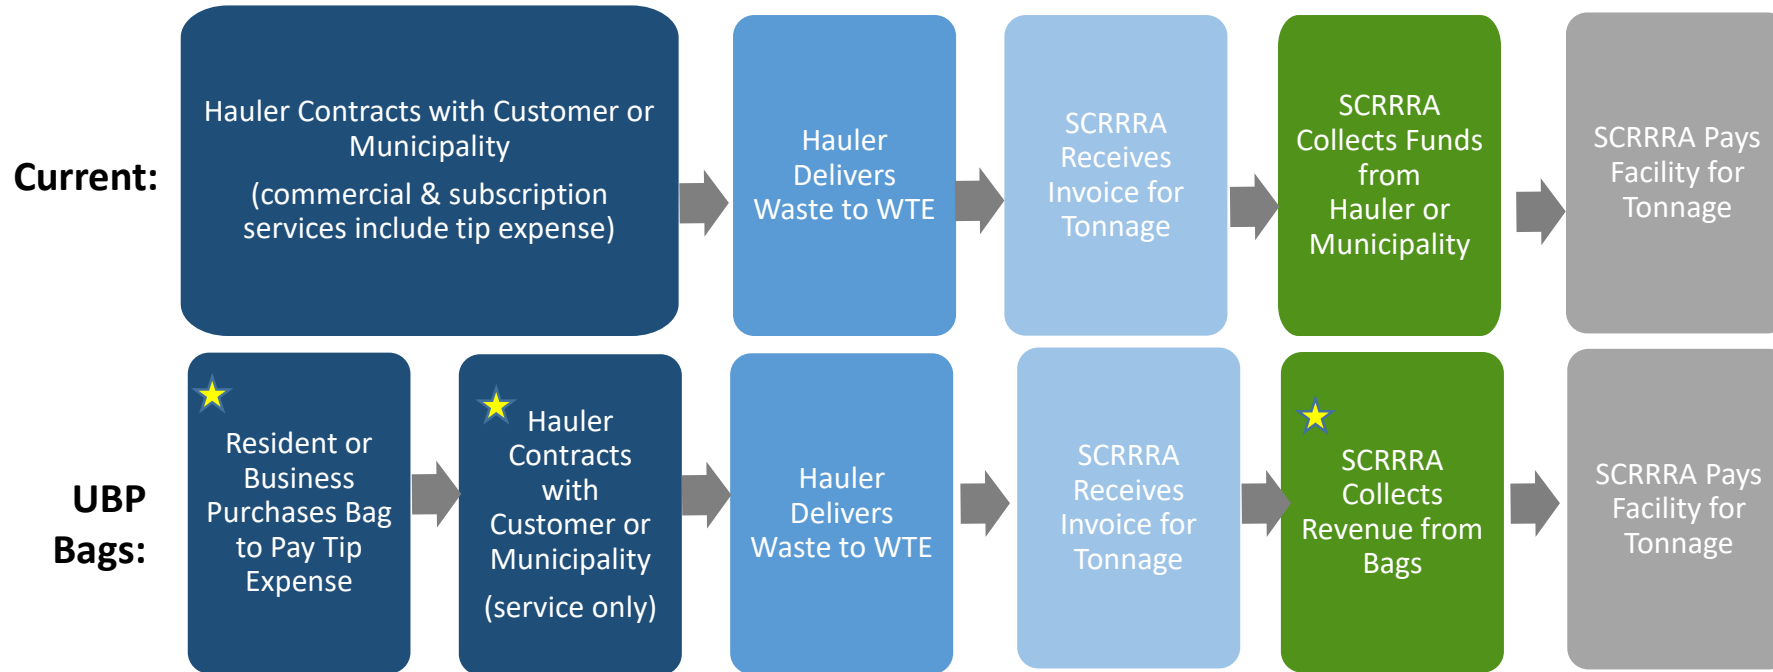 Current:
Hauler Contracts with Customer or
Municipality
(commercial & subscription
services include tip expense)
Hauler
Delivers
Waste to WTE
SCRRRA
Receives
Invoice for
Tonnage
SCRRRA
Collects Funds
from
Hauler or
Municipality
SCRRRA Pays
Facility for
Tonnage
UBP
Bags:
Resident or
Business
Purchases Bag
to Pay Tip
Expense
Hauler
Contracts
with
Customer or
Municipality
(service only)
Hauler
Delivers
Waste to WTE
SCRRRA
Receives
Invoice for
Tonnage
SCRRRA
Collects
Revenue from
Bags
SCRRRA Pays
Facility for
Tonnage